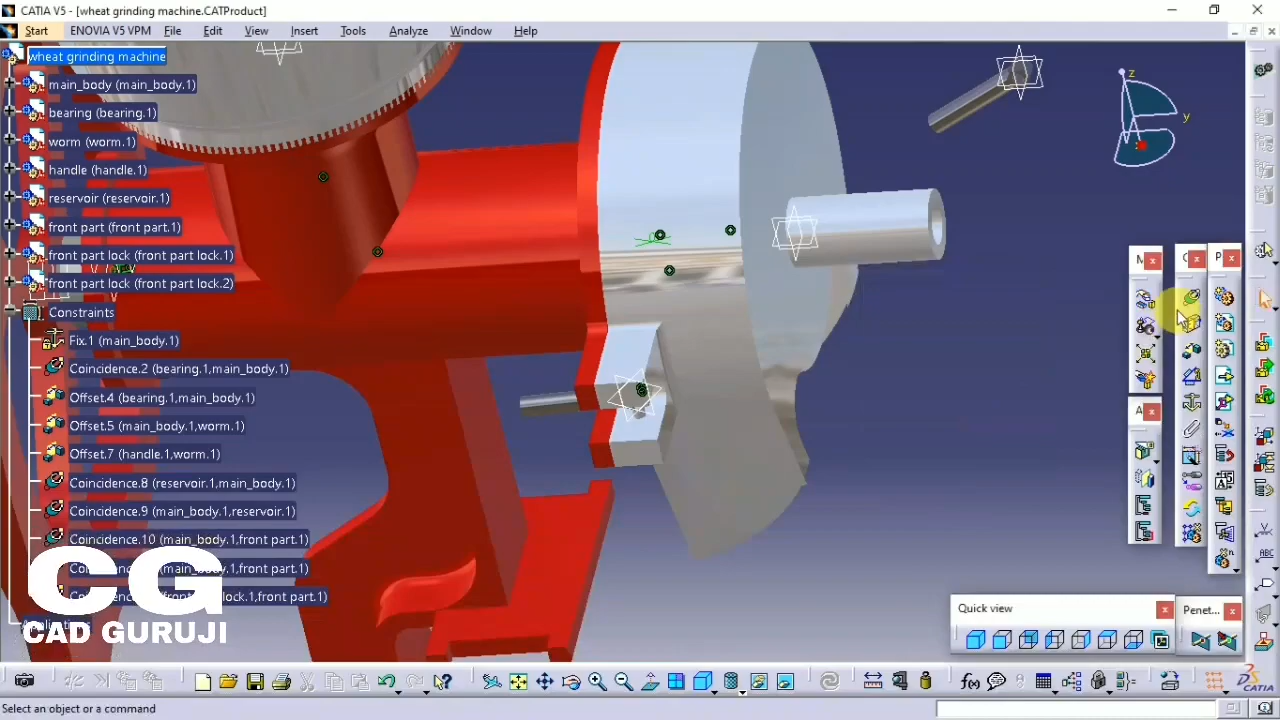 CATIA V5 - [wheat grinding machine.CATProduct]
Start ENOVIA V5 VPM File Edit View Insert Tools Analyze Window Help
wheat grinding machine
main_body (main_body.1)
bearing (bearing.1)
worm (worm.1)
handle (handle.1)
reservoir (reservoir.1)
front part (front part.1)
front part lock (front part lock.1)
front part lock (front part lock.2)
Constraints
Fix.1 (main_body.1)
Coincidence.2 (bearing.1,main_body.1)
Offset.4 (bearing.1,main_body.1)
Offset.5 (main_body.1,worm.1)
Offset.7 (handle.1,worm.1)
Coincidence.8 (reservoir.1,main_body.1)
Coincidence.9 (main_body.1,reservoir.1)
Coincidence.10 (main_body.1,front part.1)
body.1,front part.1)
lock.1,front part.1)
CG
CAD GURUJI
z
y
M
C
P
A
Quick view
Penet...
f(x)
ABC
CATIA
Select an object or a command